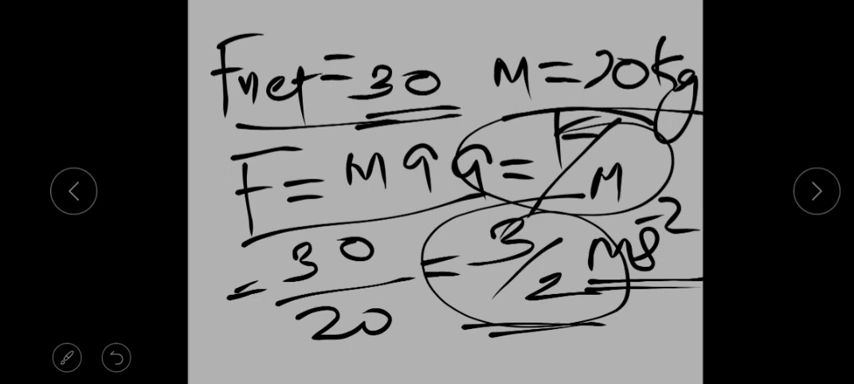 Fnet = 30 M = 20kg
F = Ma a = F/M
= 30/20 = 3/2 ms⁻²